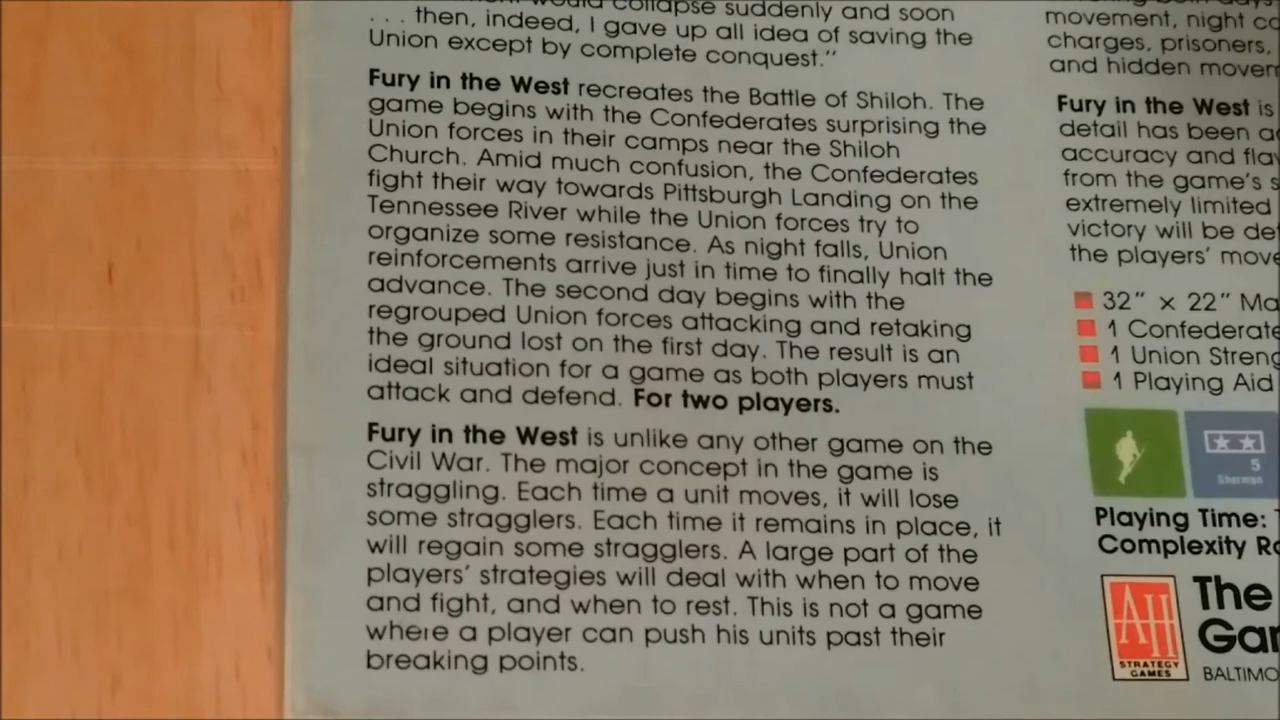 collapse suddenly and soon
. . . then, indeed, I gave up all idea of saving the
Union except by complete conquest."
Fury in the West recreates the Battle of Shiloh. The
game begins with the Confederates surprising the
Union forces in their camps near the Shiloh
Church. Amid much confusion, the Confederates
fight their way towards Pittsburgh Landing on the
Tennessee River while the Union forces try to
organize some resistance. As night falls, Union
reinforcements arrive just in time to finally halt the
advance. The second day begins with the
regrouped Union forces attacking and retaking
the ground lost on the first day. The result is an
ideal situation for a game as both players must
attack and defend. For two players.
Fury in the West is unlike any other game on the
Civil War. The major concept in the game is
straggling. Each time a unit moves, it will lose
some stragglers. Each time it remains in place, it
will regain some stragglers. A large part of the
players' strategies will deal with when to move
and fight, and when to rest. This is not a game
where a player can push his units past their
breaking points.
movement, night
charges, prisoners,
and hidden
Fury in the West is
detail has been
accuracy and
from the game's
extremely limited
victory will be
the players'
32" × 22"
1 Confederate
1 Union
1 Playing Aid
5
Sherman
Playing Time:
Complexity
AH
STRATEGY
GAMES
The